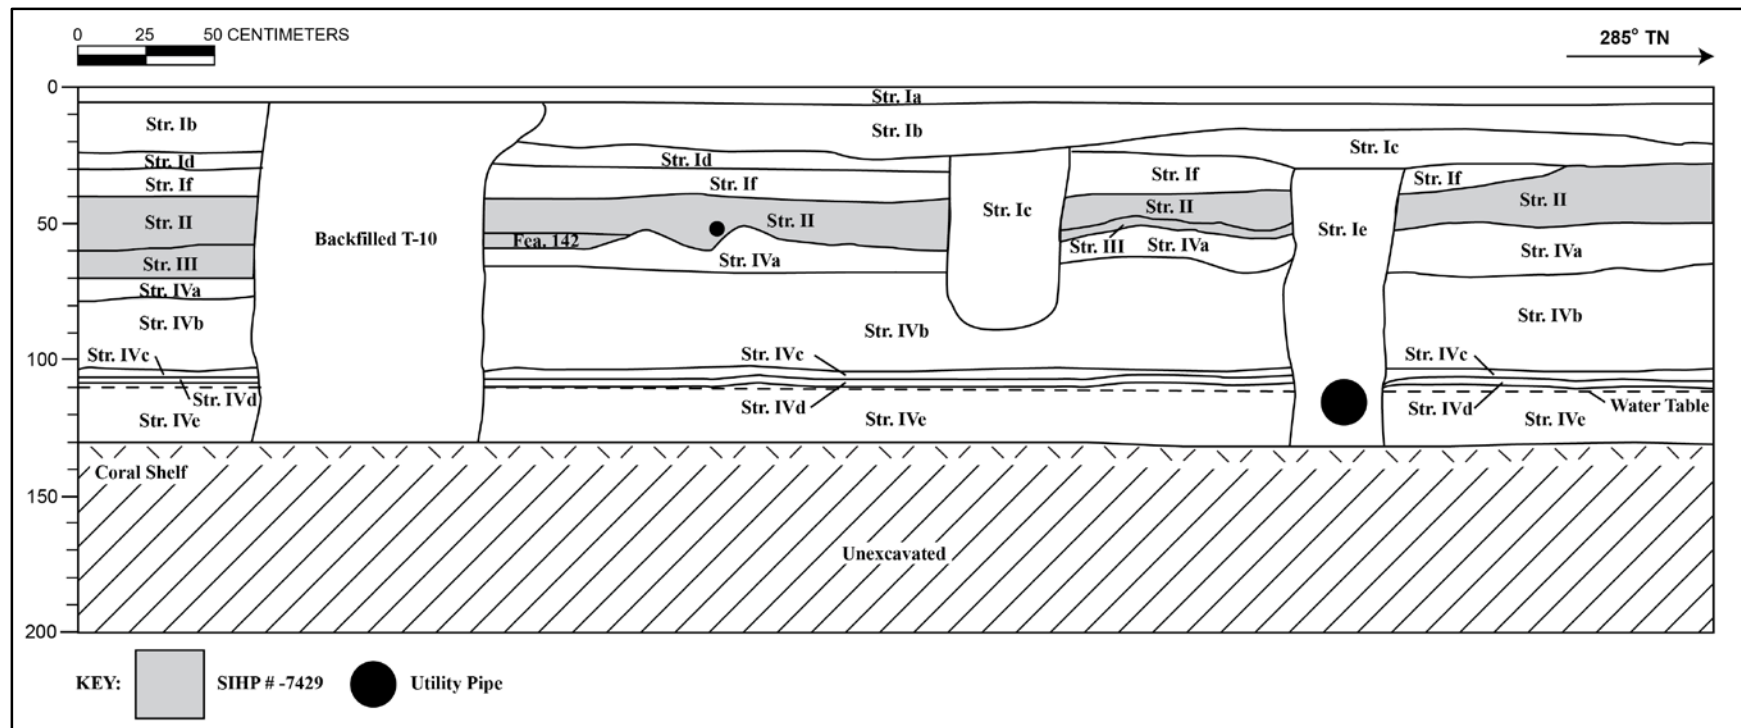 0 25 50 CENTIMETERS
285° TN
0
Str. Ia
Str. Ib
Str. Ib
Str. Ic
Str. Id
Str. Id
Str. If
Str. If
Str. If
Str. If
50
Str. II
Str. II
Str. II
Str. II
Str. Ic
Str. Ie
Backfilled T-10
Fea. 142
Str. III
Str. III
Str. IVa
Str. IVa
Str. IVa
Str. IVa
Str. IVb
Str. IVb
Str. IVb
100
Str. IVc
Str. IVc
Str. IVc
Str. IVd
Str. IVd
Str. IVd
Water Table
Str. IVe
Str. IVe
Str. IVe
Coral Shelf
150
Unexcavated
200
KEY:
SIHP # -7429
Utility Pipe